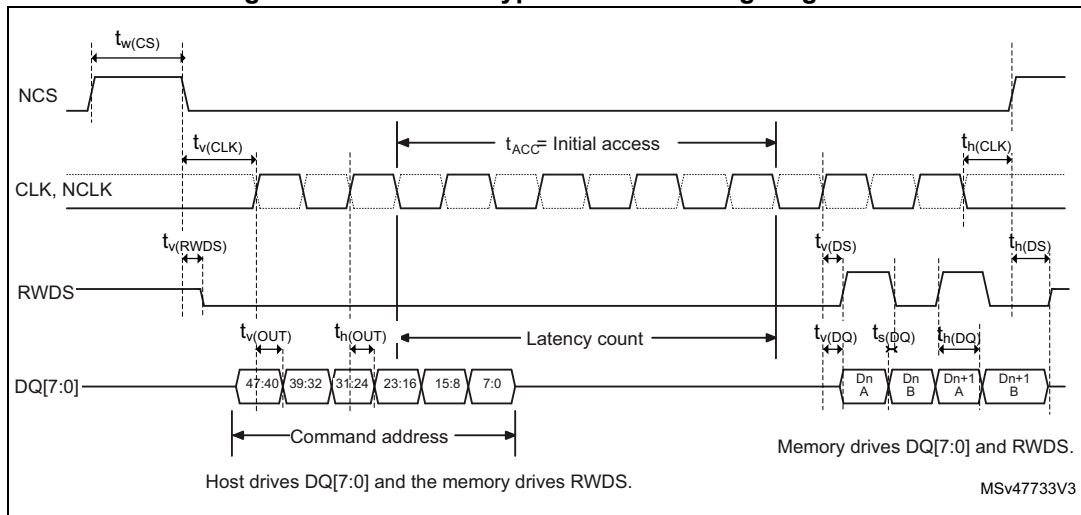 tw(CS)
NCS
tv(CLK)
tACC= Initial access
th(CLK)
CLK, NCLK
tv(RWDS)
tv(DS)
th(DS)
RWDS
tv(OUT)
th(OUT)
Latency count
tv(DQ)
ts(DQ)
th(DQ)
DQ[7:0]
47:40
39:32
31:24
23:16
15:8
7:0
Dn
A
Dn
B
Dn+1
A
Dn+1
B
Command address
Memory drives DQ[7:0] and RWDS.
Host drives DQ[7:0] and the memory drives RWDS.
MSv47733V3